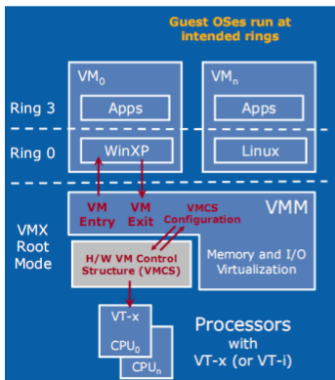 Guest OSes run at
intended rings
VM0
VMn
Ring 3
Apps
Apps
Ring 0
WinXP
Linux
VM
Entry
VM
Exit
VMCS
Configuration
VMM
VMX
Root
Mode
H/W VM Control
Structure (VMCS)
Memory and I/O
Virtualization
VT-x
CPU0
CPUn
Processors
with
VT-x (or VT-i)